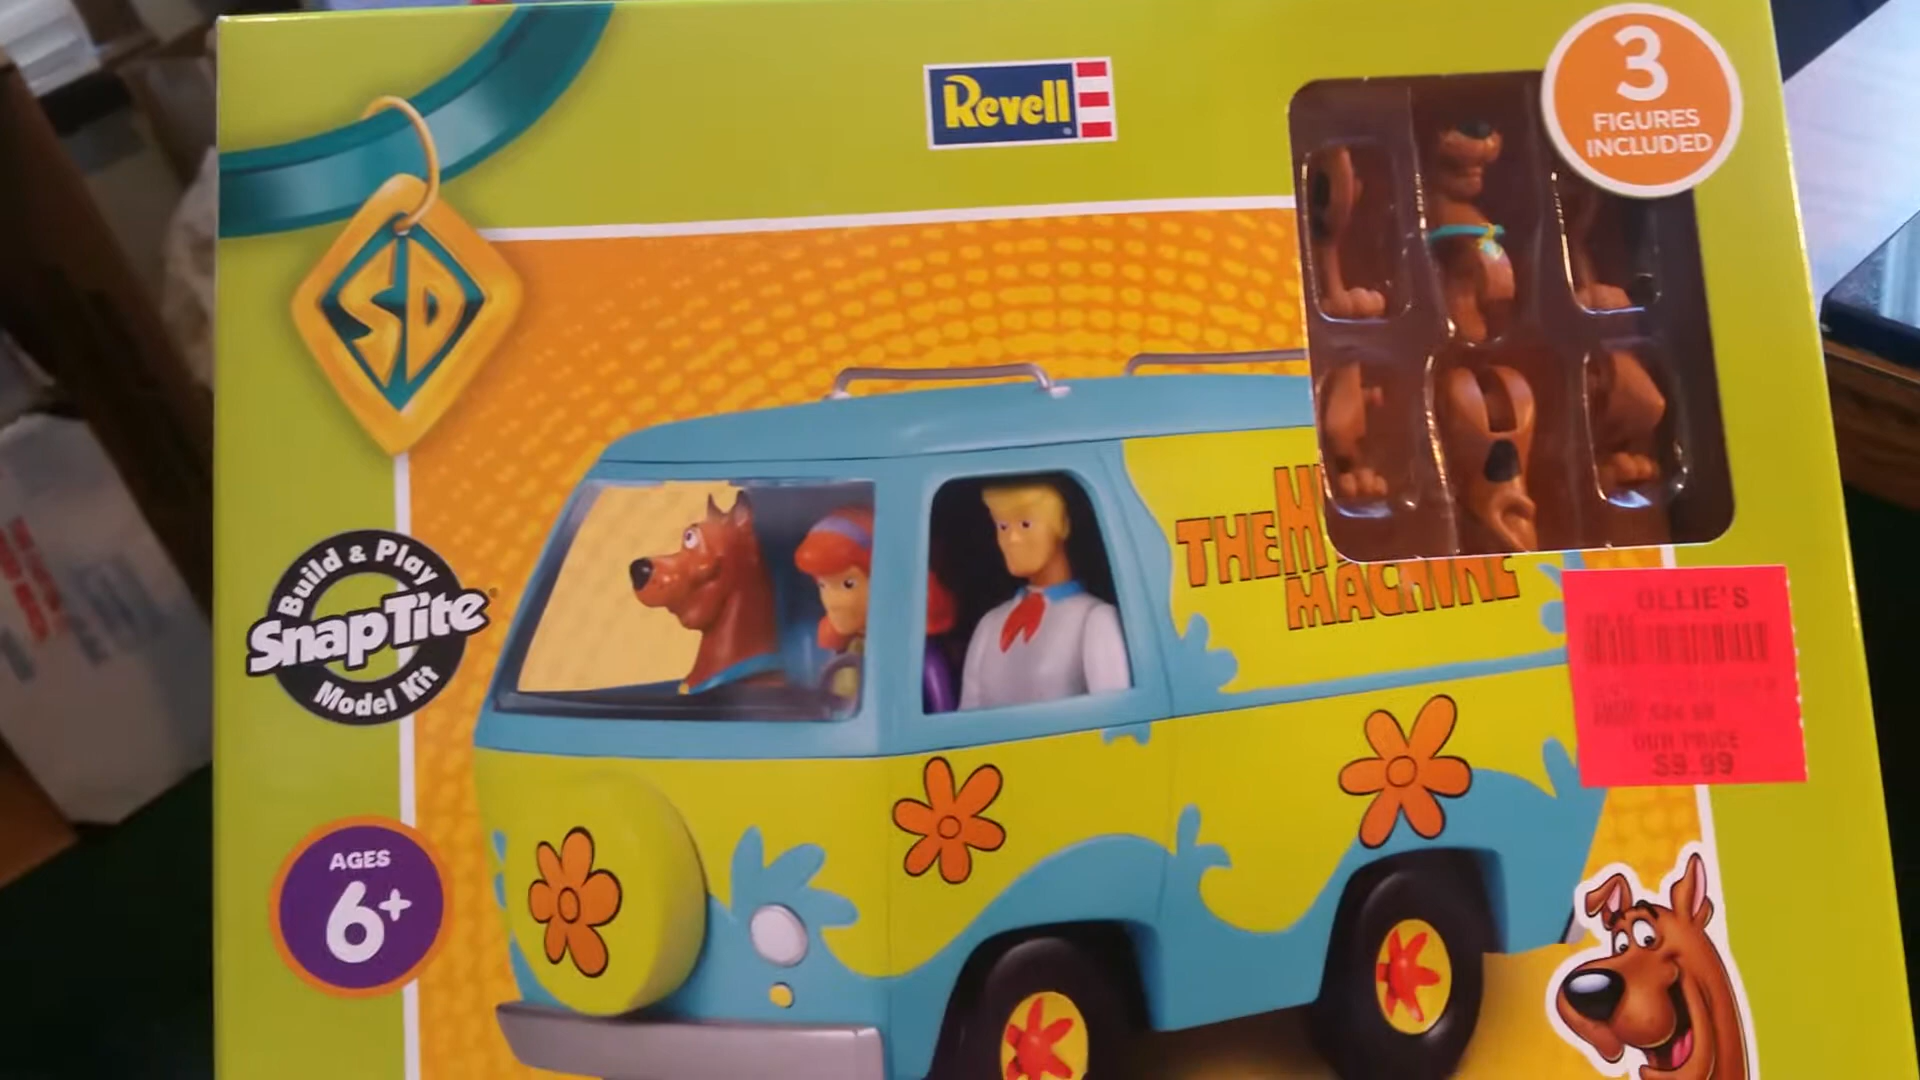 Revell
3
FIGURES
INCLUDED
SD
THE
MACHINE
Build & Play
SnapTite
Model Kit
AGES
6+
OLLIE'S
OUR PRICE
$9.99